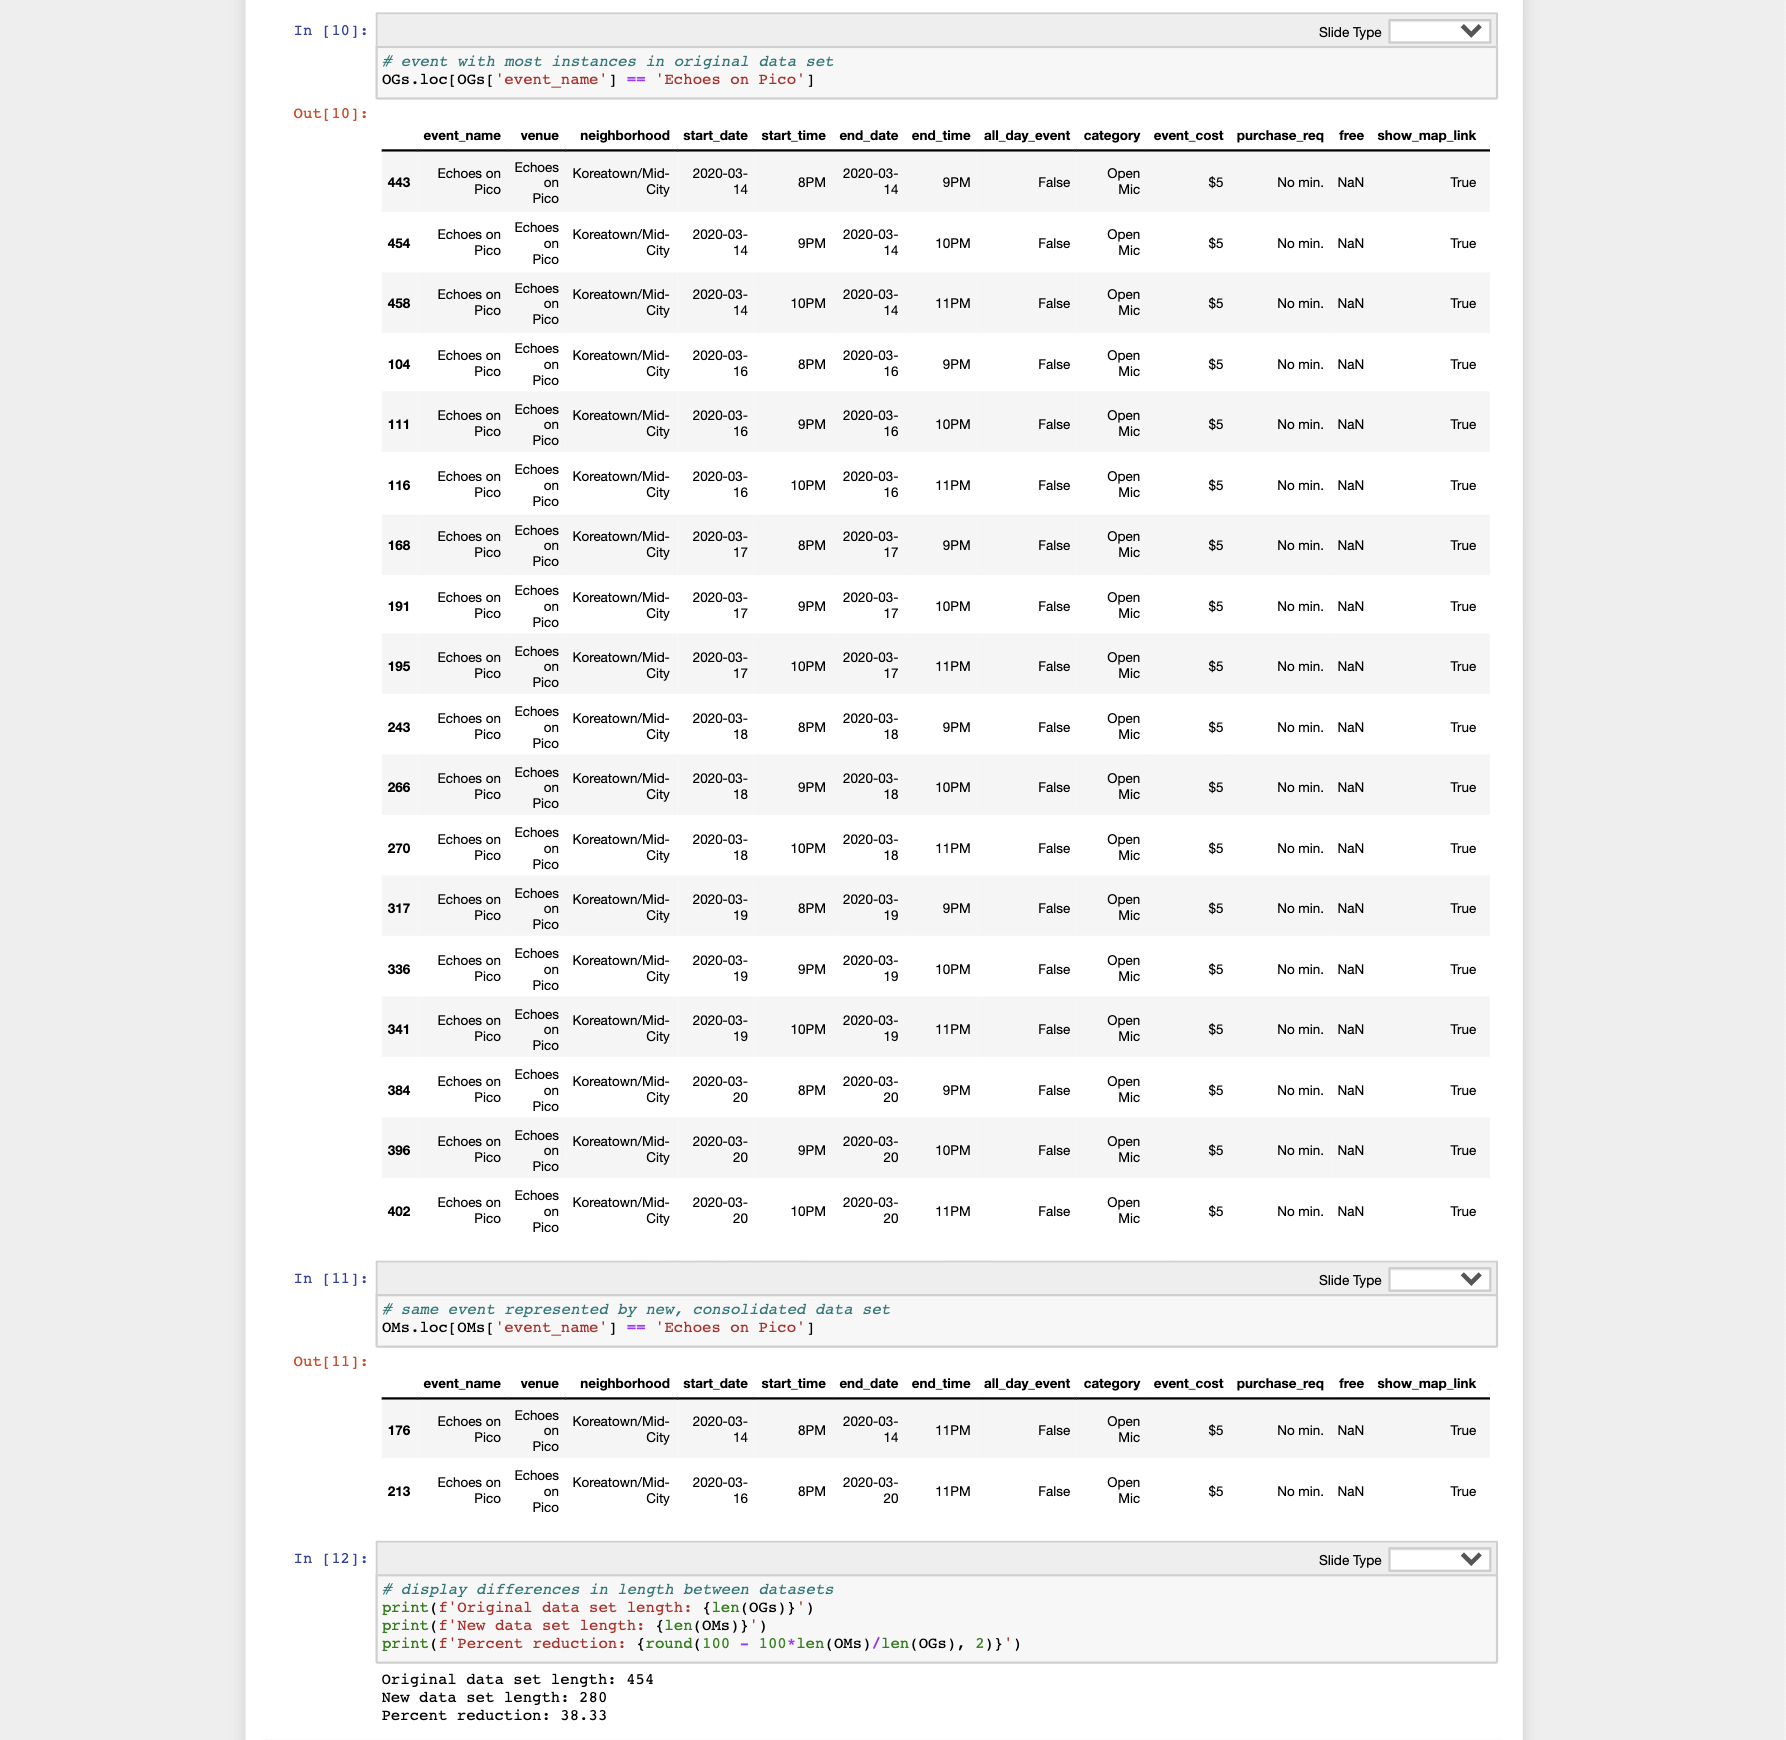 In [10]:
Slide Type
# event with most instances in original data set
OGs.loc[OGs['event_name'] == 'Echoes on Pico']
Out[10]:
event_name venue neighborhood start_date start_time end_date end_time all_day_event category event_cost purchase_req free show_map_link
443 Echoes on Pico Echoes on Pico Koreatown/Mid-City 2020-03-14 8PM 2020-03-14 9PM False Open Mic $5 No min. NaN True
454 Echoes on Pico Echoes on Pico Koreatown/Mid-City 2020-03-14 9PM 2020-03-14 10PM False Open Mic $5 No min. NaN True
458 Echoes on Pico Echoes on Pico Koreatown/Mid-City 2020-03-14 10PM 2020-03-14 11PM False Open Mic $5 No min. NaN True
104 Echoes on Pico Echoes on Pico Koreatown/Mid-City 2020-03-16 8PM 2020-03-16 9PM False Open Mic $5 No min. NaN True
111 Echoes on Pico Echoes on Pico Koreatown/Mid-City 2020-03-16 9PM 2020-03-16 10PM False Open Mic $5 No min. NaN True
116 Echoes on Pico Echoes on Pico Koreatown/Mid-City 2020-03-16 10PM 2020-03-16 11PM False Open Mic $5 No min. NaN True
168 Echoes on Pico Echoes on Pico Koreatown/Mid-City 2020-03-17 8PM 2020-03-17 9PM False Open Mic $5 No min. NaN True
191 Echoes on Pico Echoes on Pico Koreatown/Mid-City 2020-03-17 9PM 2020-03-17 10PM False Open Mic $5 No min. NaN True
195 Echoes on Pico Echoes on Pico Koreatown/Mid-City 2020-03-17 10PM 2020-03-17 11PM False Open Mic $5 No min. NaN True
243 Echoes on Pico Echoes on Pico Koreatown/Mid-City 2020-03-18 8PM 2020-03-18 9PM False Open Mic $5 No min. NaN True
266 Echoes on Pico Echoes on Pico Koreatown/Mid-City 2020-03-18 9PM 2020-03-18 10PM False Open Mic $5 No min. NaN True
270 Echoes on Pico Echoes on Pico Koreatown/Mid-City 2020-03-18 10PM 2020-03-18 11PM False Open Mic $5 No min. NaN True
317 Echoes on Pico Echoes on Pico Koreatown/Mid-City 2020-03-19 8PM 2020-03-19 9PM False Open Mic $5 No min. NaN True
336 Echoes on Pico Echoes on Pico Koreatown/Mid-City 2020-03-19 9PM 2020-03-19 10PM False Open Mic $5 No min. NaN True
341 Echoes on Pico Echoes on Pico Koreatown/Mid-City 2020-03-19 10PM 2020-03-19 11PM False Open Mic $5 No min. NaN True
384 Echoes on Pico Echoes on Pico Koreatown/Mid-City 2020-03-20 8PM 2020-03-20 9PM False Open Mic $5 No min. NaN True
396 Echoes on Pico Echoes on Pico Koreatown/Mid-City 2020-03-20 9PM 2020-03-20 10PM False Open Mic $5 No min. NaN True
402 Echoes on Pico Echoes on Pico Koreatown/Mid-City 2020-03-20 10PM 2020-03-20 11PM False Open Mic $5 No min. NaN True
In [11]:
Slide Type
# same event represented by new, consolidated data set
OMs.loc[OMs['event_name'] == 'Echoes on Pico']
Out[11]:
event_name venue neighborhood start_date start_time end_date end_time all_day_event category event_cost purchase_req free show_map_link
176 Echoes on Pico Echoes on Pico Koreatown/Mid-City 2020-03-14 8PM 2020-03-14 11PM False Open Mic $5 No min. NaN True
213 Echoes on Pico Echoes on Pico Koreatown/Mid-City 2020-03-16 8PM 2020-03-20 11PM False Open Mic $5 No min. NaN True
In [12]:
Slide Type
# display differences in length between datasets
print(f'Original data set length: {len(OGs)}')
print(f'New data set length: {len(OMs)}')
print(f'Percent reduction: {round(100 - 100*len(OMs)/len(OGs), 2)}')
Original data set length: 454
New data set length: 280
Percent reduction: 38.33